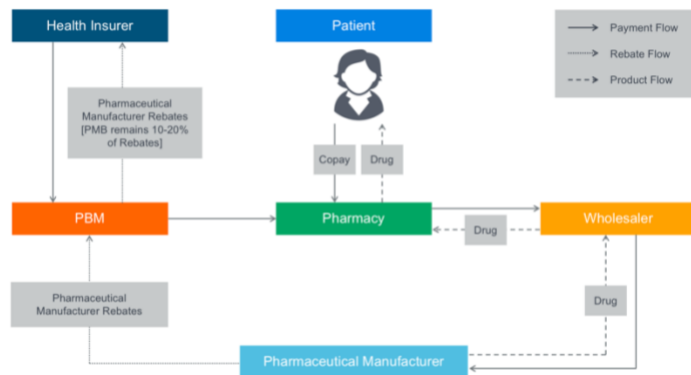 Health Insurer
Patient
Payment Flow
Rebate Flow
Product Flow
Pharmaceutical
Manufacturer Rebates
[PMB remains 10-20%
of Rebates]
Copay
Drug
PBM
Pharmacy
Wholesaler
Drug
Pharmaceutical
Manufacturer Rebates
Drug
Pharmaceutical Manufacturer